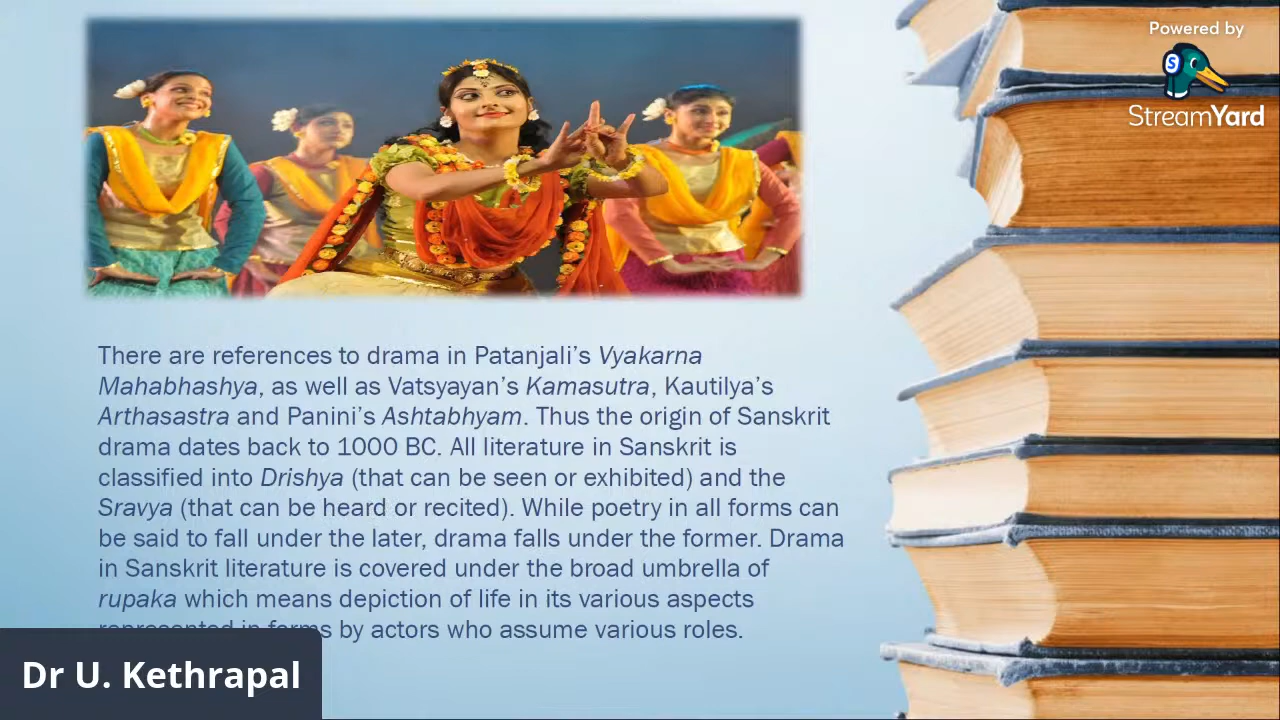 Powered by
StreamYard
There are references to drama in Patanjali's Vyakarna
Mahabhashya, as well as Vatsyayan's Kamasutra, Kautilya's
Arthasastra and Panini's Ashtabhyam. Thus the origin of Sanskrit
drama dates back to 1000 BC. All literature in Sanskrit is
classified into Drishya (that can be seen or exhibited) and the
Sravya (that can be heard or recited). While poetry in all forms can
be said to fall under the later, drama falls under the former. Drama
in Sanskrit literature is covered under the broad umbrella of
rupaka which means depiction of life in its various aspects
represented in forms by actors who assume various roles.
Dr U. Kethrapal